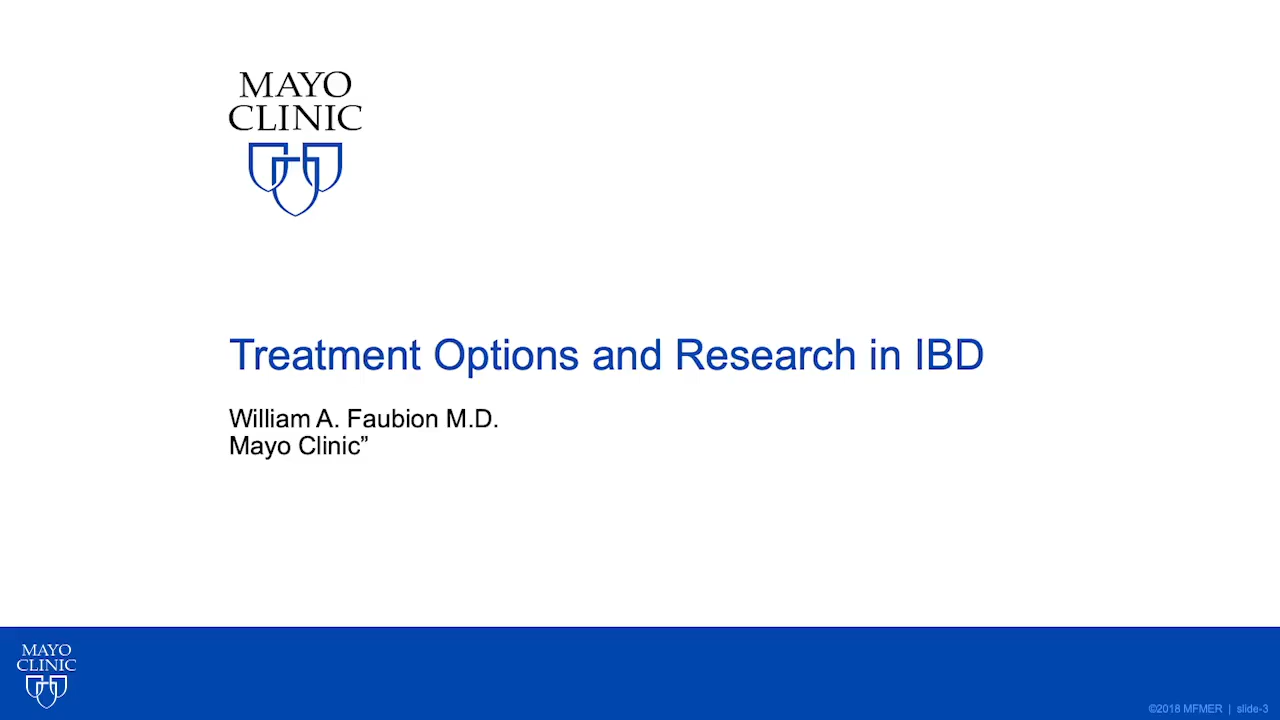 MAYO
CLINIC
Treatment Options and Research in IBD
William A. Faubion M.D.
Mayo Clinic”
MAYO
CLINIC
©2018 MFMER | slide-3